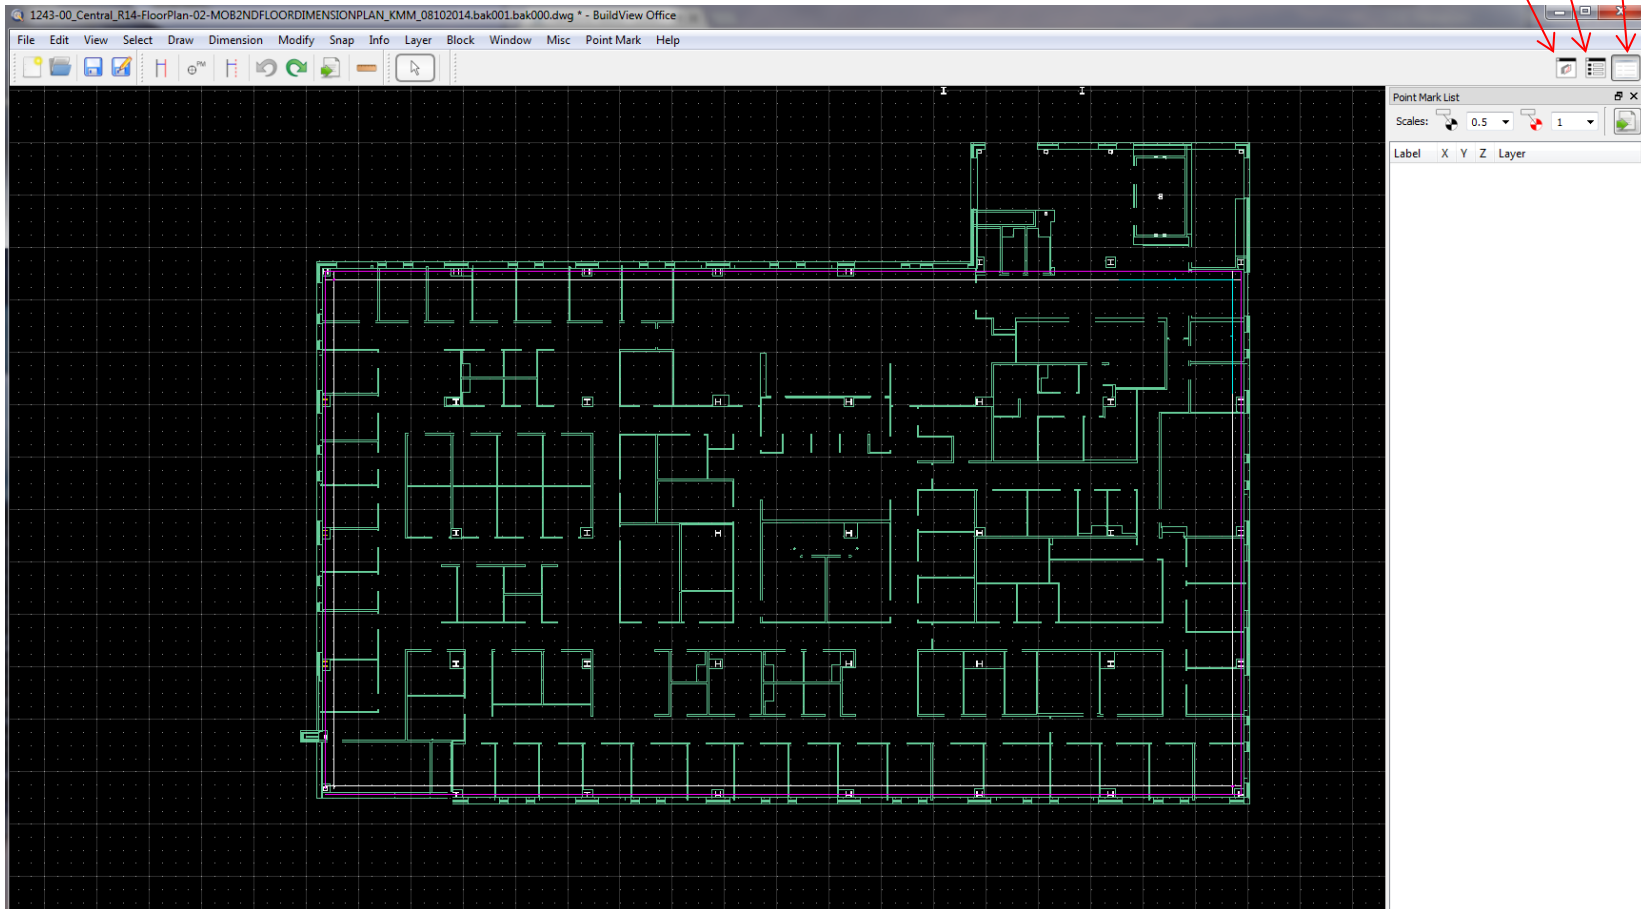 1243-00_Central_R14-FloorPlan-02-MOB2NDFLOORDIMENSIONPLAN_KMM_08102014.bak001.bak000.dwg * - BuildView Office
File Edit View Select Draw Dimension Modify Snap Info Layer Block Window Misc Point Mark Help
PM
Point Mark List
Scales: 0.5 1
Label X Y Z Layer